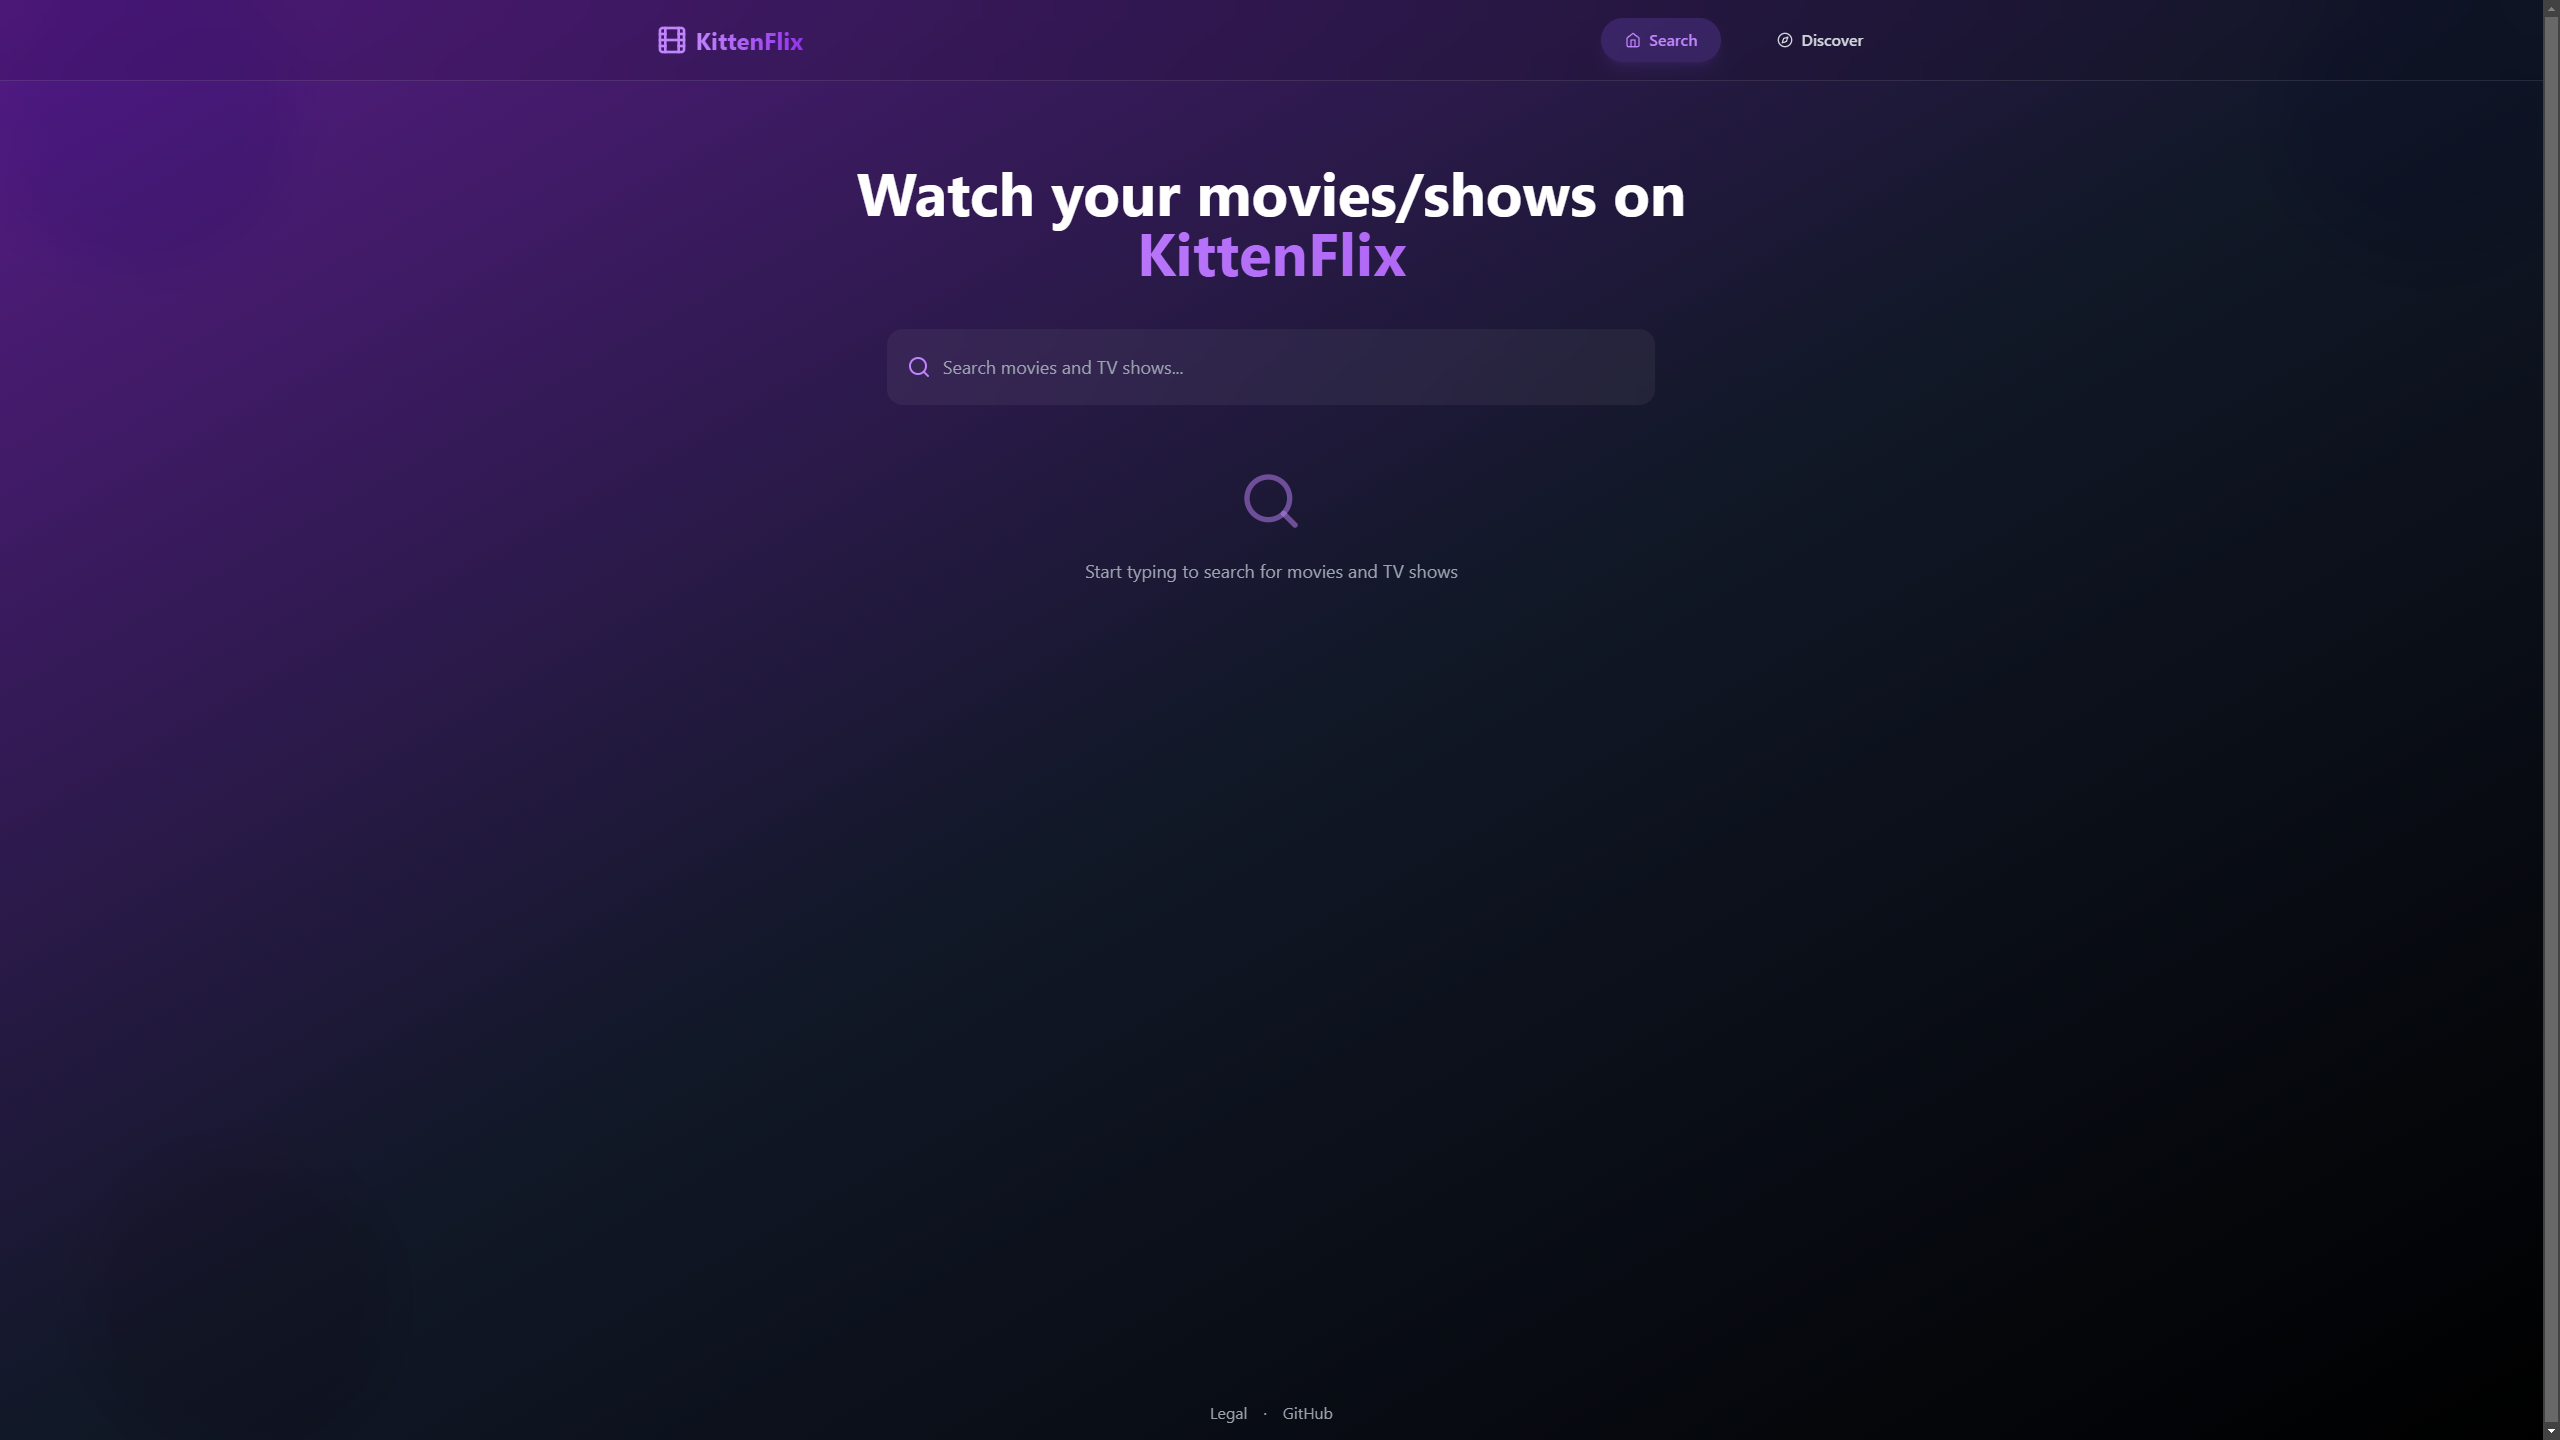 KittenFlix
Search
Discover
Watch your movies/shows on
KittenFlix
Search movies and TV shows...
Start typing to search for movies and TV shows
Legal · GitHub